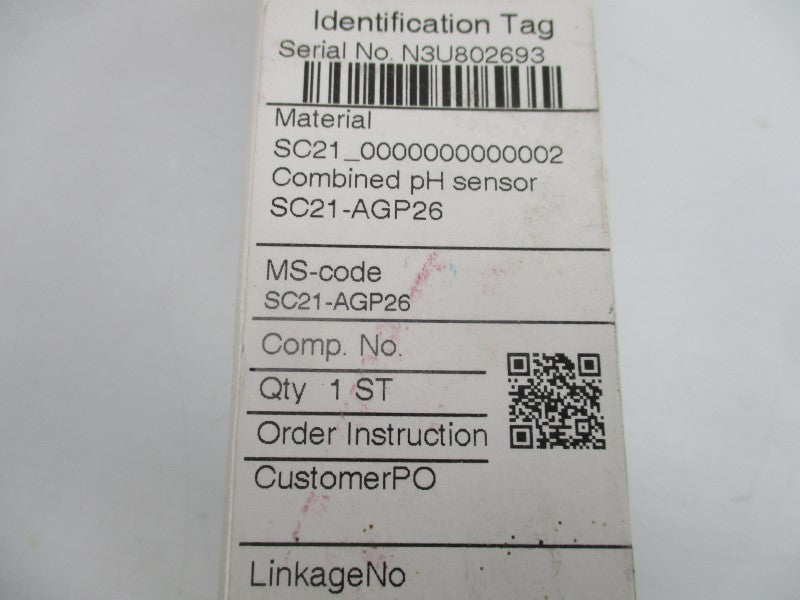 Identification Tag
Serial No. N3U802693
Material
SC21_0000000000002
Combined pH sensor
SC21-AGP26
MS-code
SC21-AGP26
Comp. No.
Qty 1 ST
Order Instruction
CustomerPO
LinkageNo